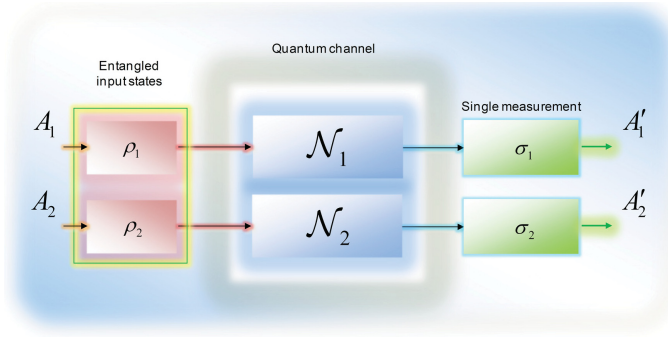 Quantum channel
Entangled
input states
Single measurement
A₁ ρ₁ 𝒩₁ σ₁ A₁′
A₂ ρ₂ 𝒩₂ σ₂ A₂′